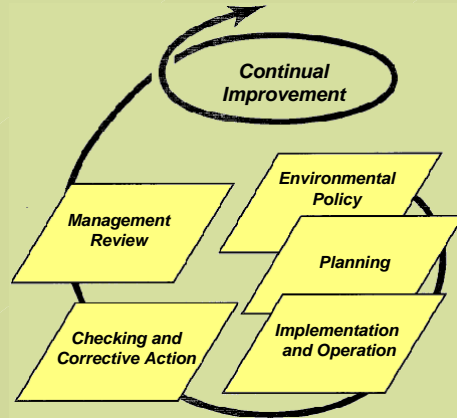 Continual
Improvement
Environmental
Policy
Management
Review
Planning
Implementation
and Operation
Checking and
Corrective Action